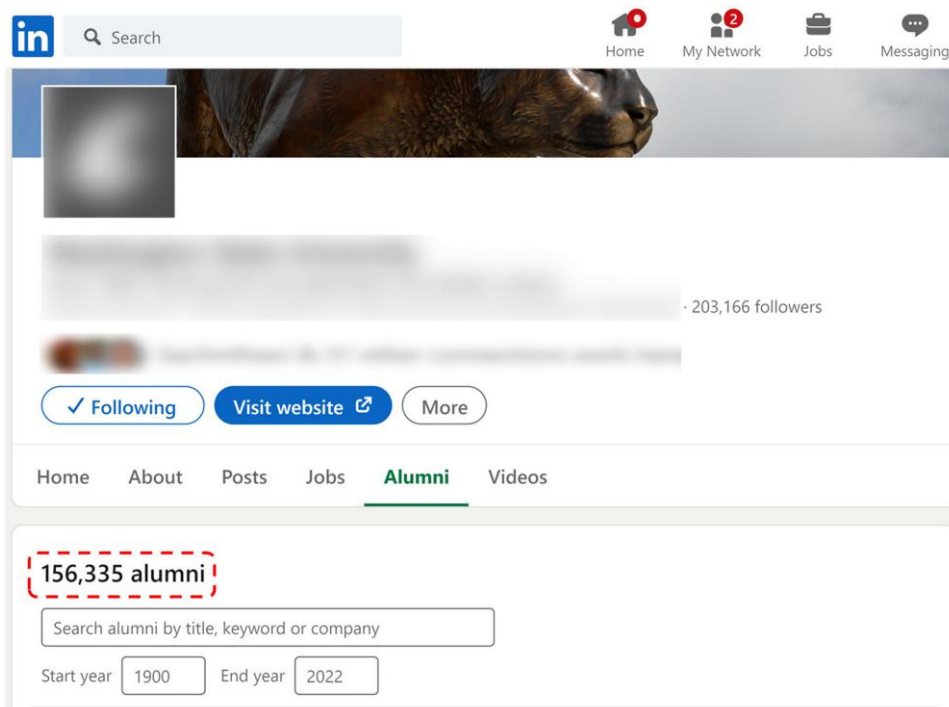 in Search
2
Home My Network Jobs Messaging
· 203,166 followers
Following Visit website More
Home About Posts Jobs Alumni Videos
156,335 alumni
Search alumni by title, keyword or company
Start year 1900 End year 2022